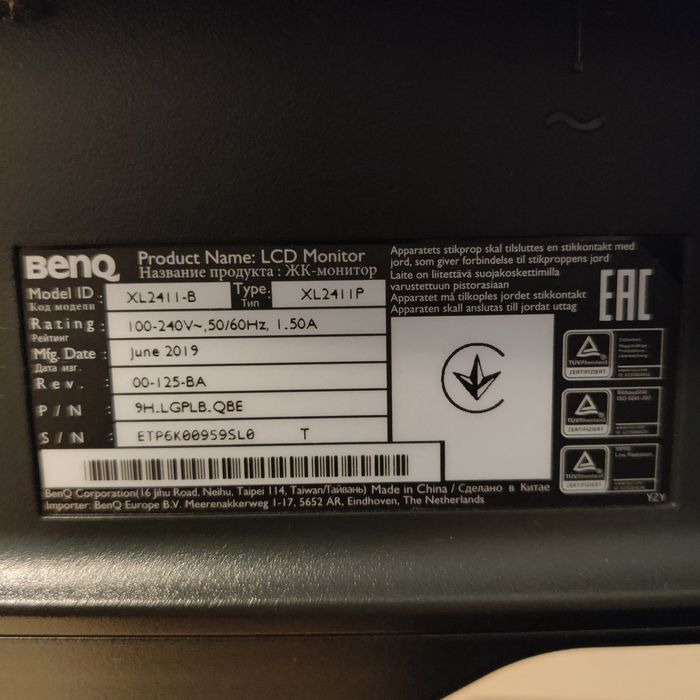 BenQ
Product Name: LCD Monitor
Название продукта : ЖК-монитор
Model ID : XL2411-B Type : XL2411P
Код модели Тип
Rating : 100-240V~,50/60Hz, 1.50A
Рейтинг
Mfg. Date : June 2019
Дата изг.
Rev. : 00-125-BA
P/N : 9H.LGPLB.QBE
S/N : ETP6K00959SL0 T
BenQ Corporation(16 Jihu Road, Neihu, Taipei 114, Taiwan/Тайвань) Made in China / Сделано в Китае
Importer: BenQ Europe B.V. Meerenakkerweg 1-17, 5652 AR, Eindhoven, The Netherlands
Apparatets stikprop skal tilsluttes en stikkontakt med
jord, som giver forbindelse til stikproppens jord
Laite on liitettävä suojakoskettimilla
varustettuun pistorasiaan
Apparatet må tilkoples jordet stikkontakt
Apparaten skall anslutas till jordat uttag
EAC
TÜVRheinland
ZERTIFIZIERT
TÜVRheinland
ZERTIFIZIERT
TÜVRheinland
ZERTIFIZIERT
YZY